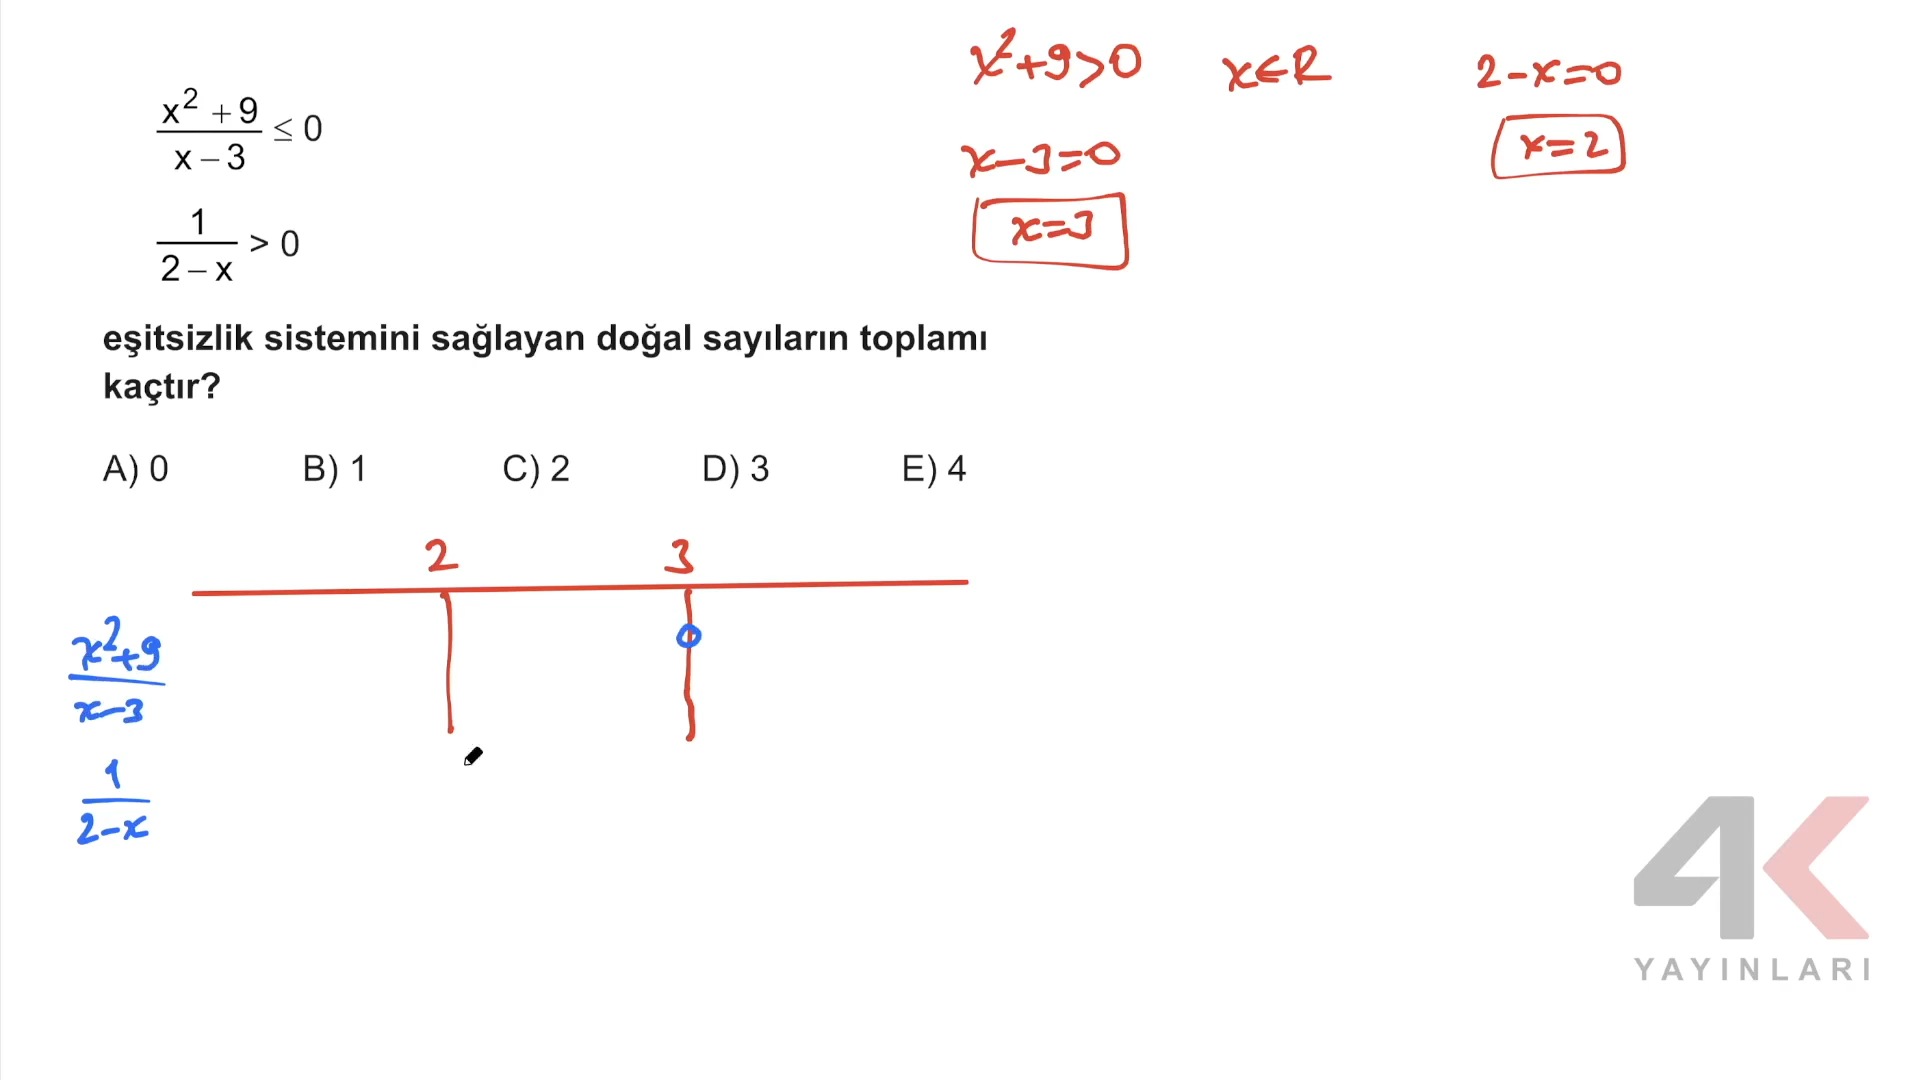 x² + 9 / x – 3 ≤ 0
1 / 2 – x > 0
eşitsizlik sistemini sağlayan doğal sayıların toplamı
kaçtır?
A) 0 B) 1 C) 2 D) 3 E) 4
x²+9>0 x∈R 2-x=0
x-3=0 x=2
x=3
2 3
x²+9 / x-3
1 / 2-x
4K
YAYINLARI